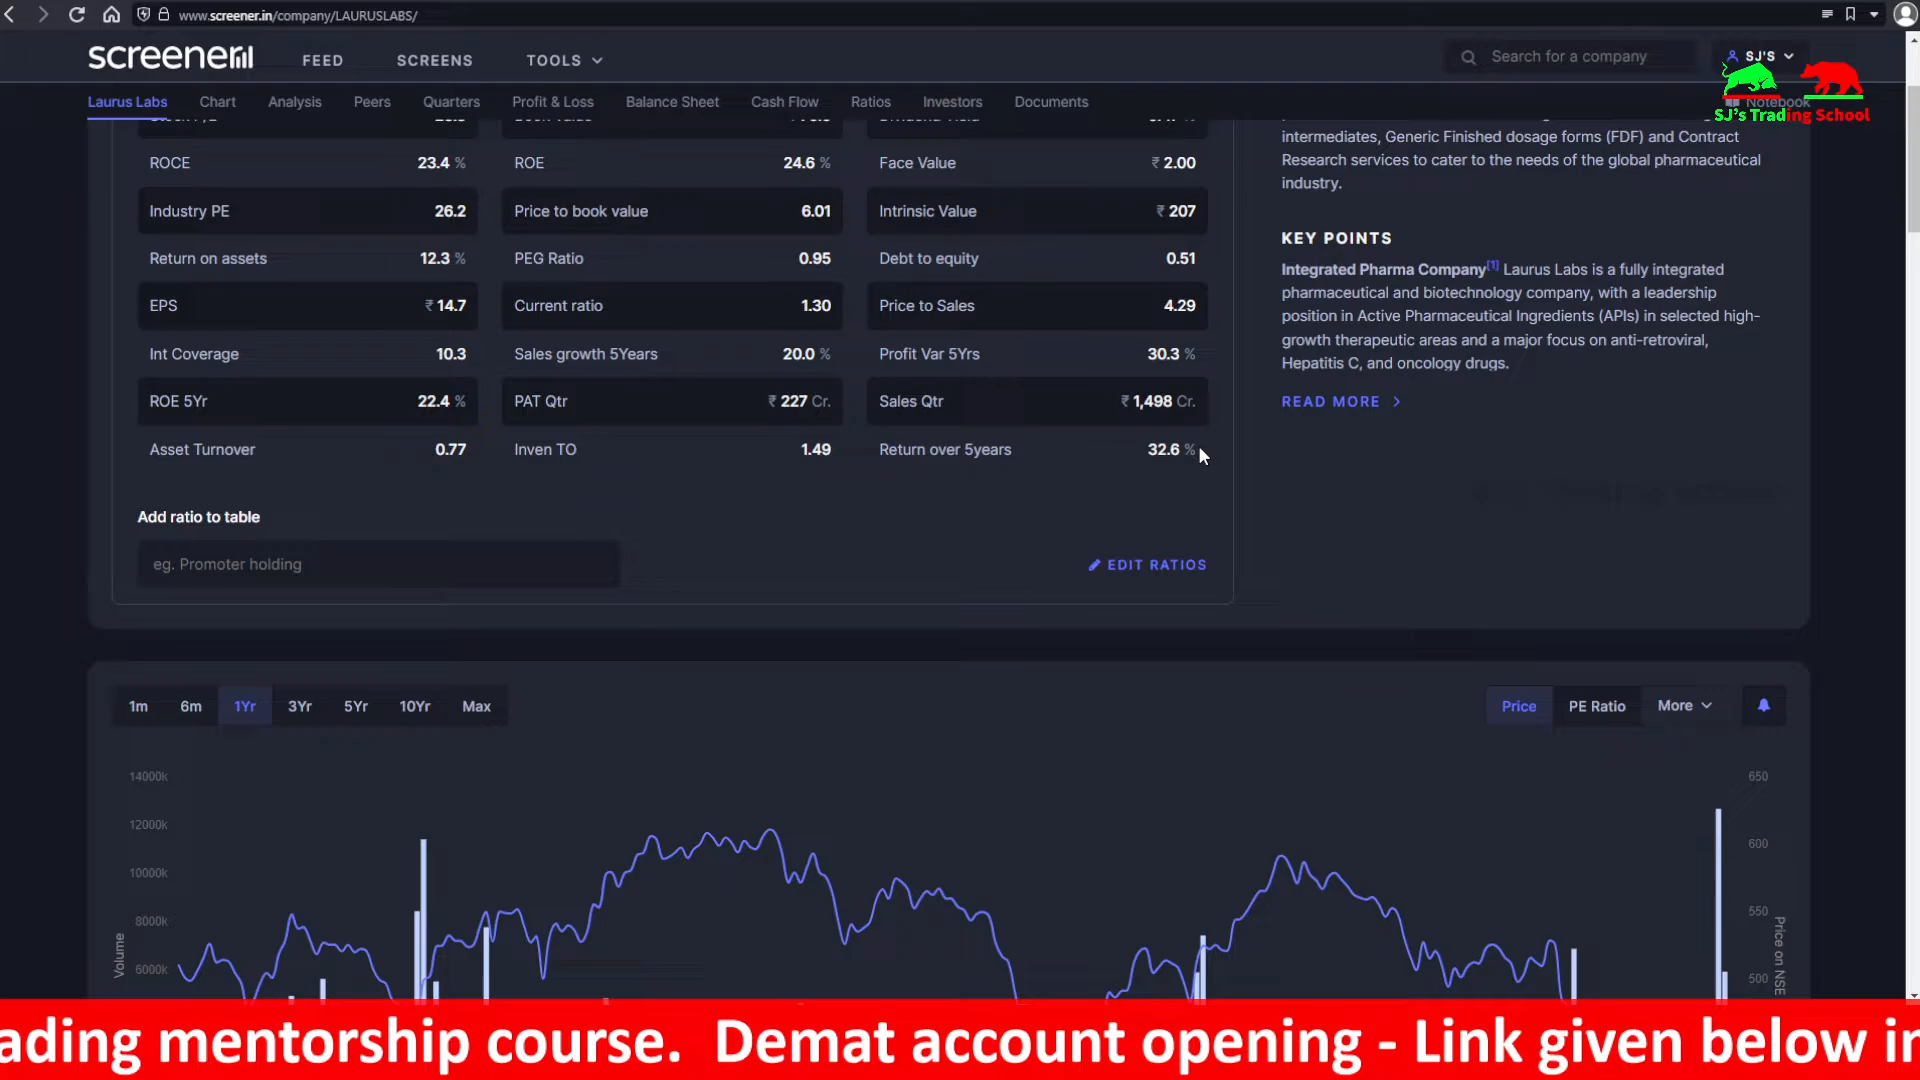 www.screener.in/company/LAURUSLABS/
screener
FEED
SCREENS
TOOLS
Search for a company
SJ'S
Laurus Labs
Chart
Analysis
Peers
Quarters
Profit & Loss
Balance Sheet
Cash Flow
Ratios
Investors
Documents
Notebook
SJ's Trading School
ROCE 23.4 %
ROE 24.6 %
Face Value ₹ 2.00
Industry PE 26.2
Price to book value 6.01
Intrinsic Value ₹ 207
Return on assets 12.3 %
PEG Ratio 0.95
Debt to equity 0.51
EPS ₹ 14.7
Current ratio 1.30
Price to Sales 4.29
Int Coverage 10.3
Sales growth 5Years 20.0 %
Profit Var 5Yrs 30.3 %
ROE 5Yr 22.4 %
PAT Qtr ₹ 227 Cr.
Sales Qtr ₹ 1,498 Cr.
Asset Turnover 0.77
Inven TO 1.49
Return over 5years 32.6 %
Add ratio to table
eg. Promoter holding
EDIT RATIOS
intermediates, Generic Finished dosage forms (FDF) and Contract
Research services to cater to the needs of the global pharmaceutical
industry.
KEY POINTS
Integrated Pharma Company[1] Laurus Labs is a fully integrated
pharmaceutical and biotechnology company, with a leadership
position in Active Pharmaceutical Ingredients (APIs) in selected high-
growth therapeutic areas and a major focus on anti-retroviral,
Hepatitis C, and oncology drugs.
READ MORE
1m 6m 1Yr 3Yr 5Yr 10Yr Max
Price PE Ratio More
14000k
12000k
10000k
8000k
6000k
Volume
650
600
550
500
Price on NSE
ading mentorship course. Demat account opening - Link given below in